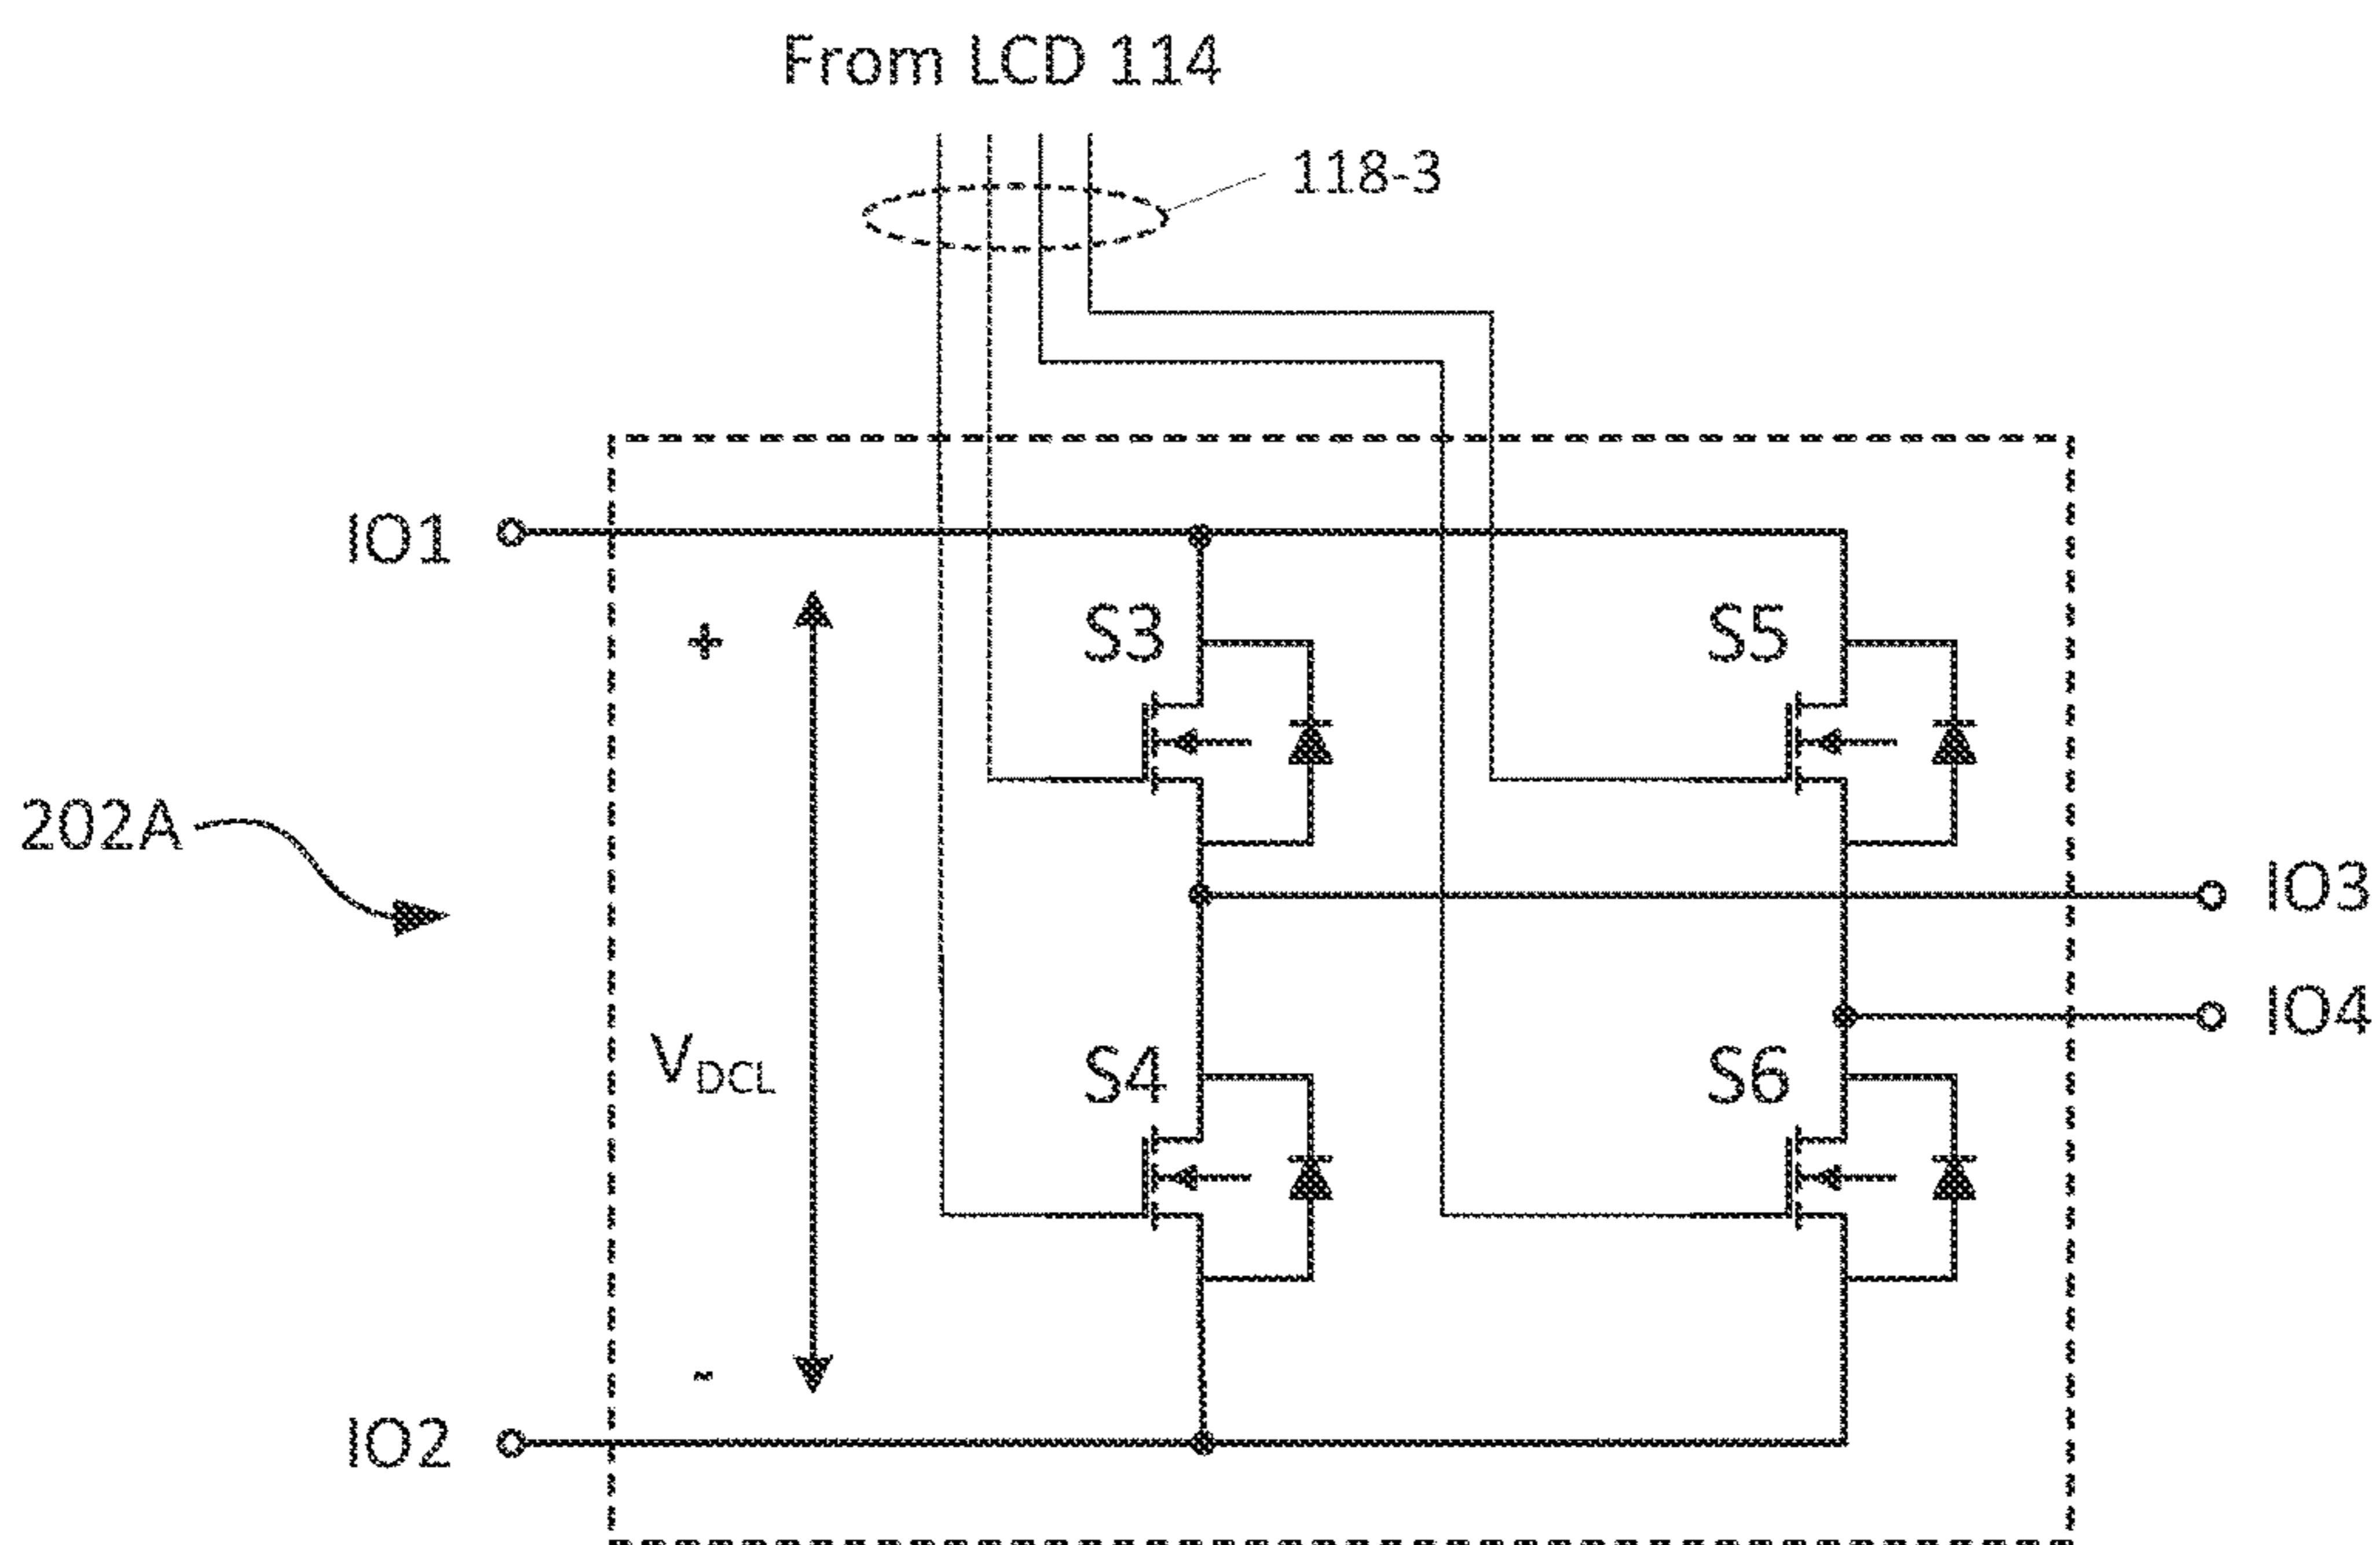 From LCD 114
118-3
IO1
+
S3
S5
202A
IO3
IO4
VDCL
S4
S6
-
IO2